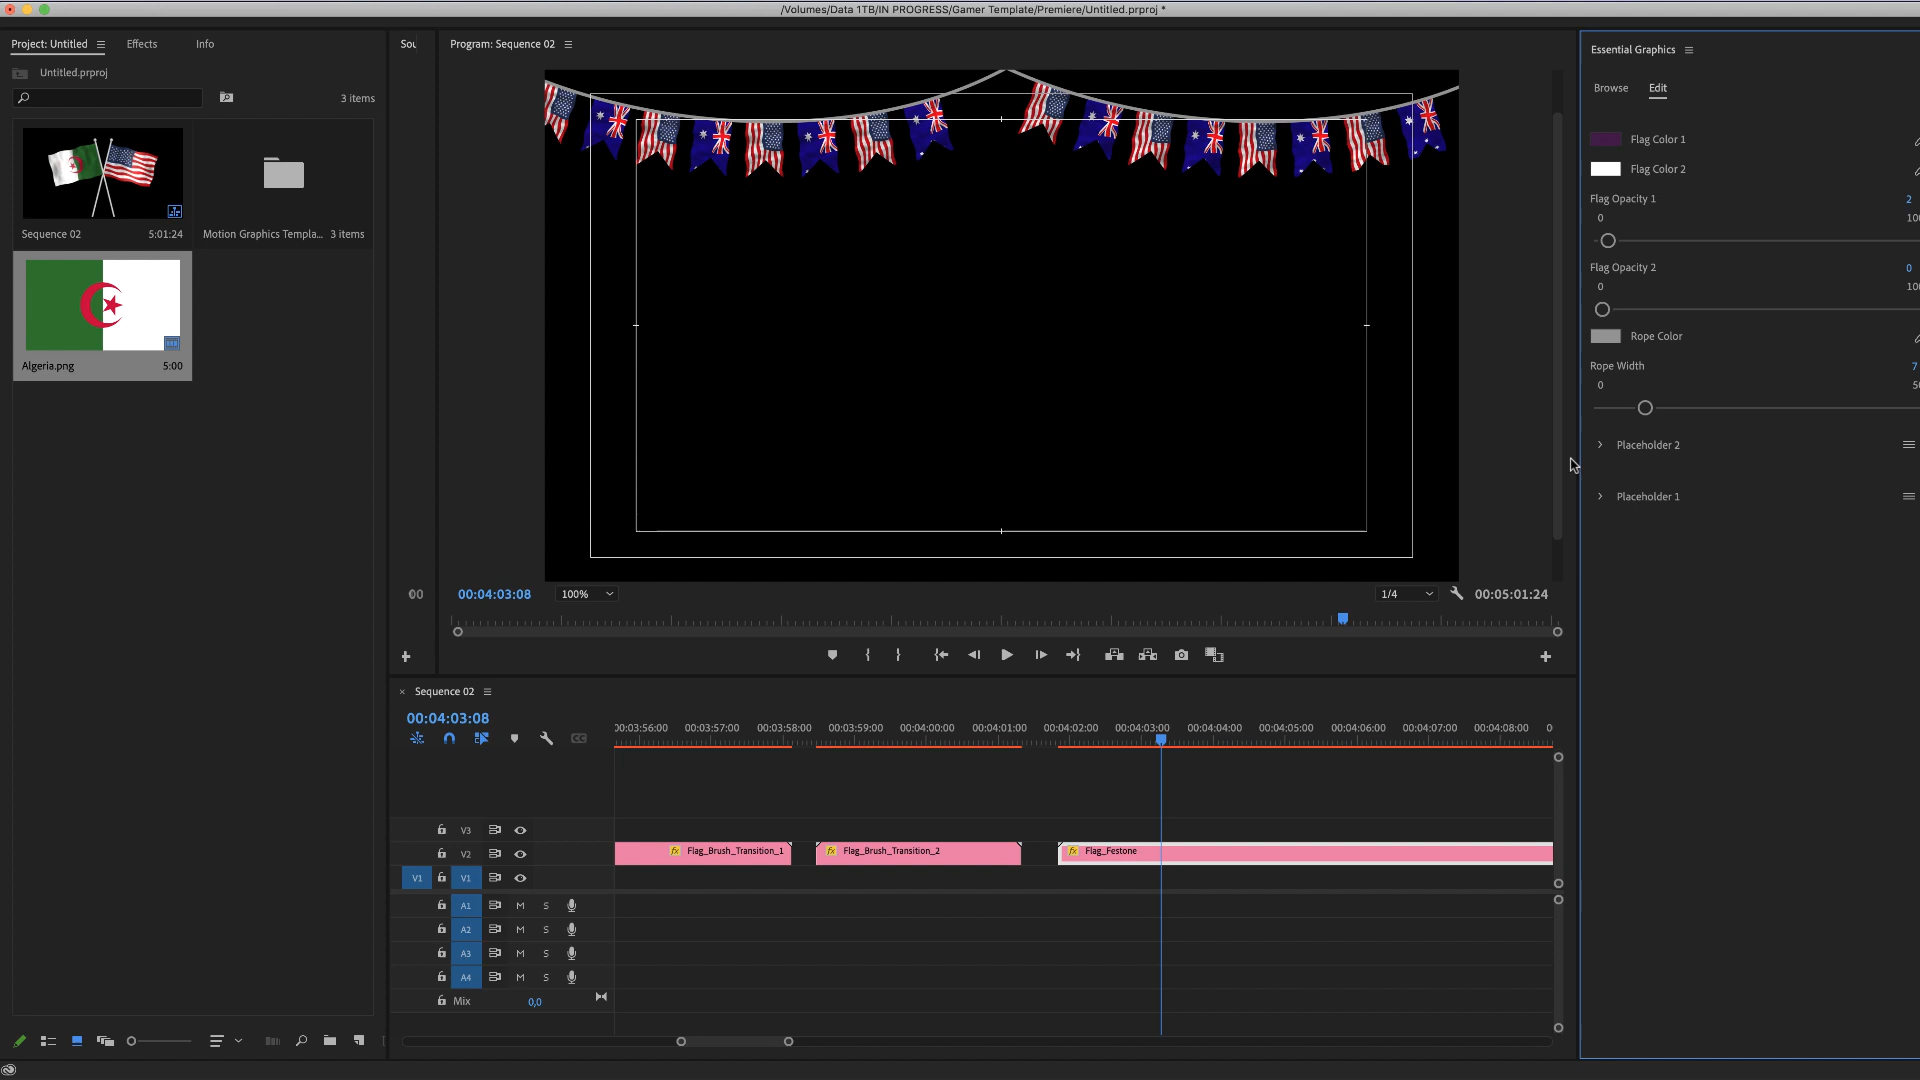 /Volumes/Data 1TB/IN PROGRESS/Gamer Template/Premiere/Untitled.prproj *
Project: Untitled
Effects
Info
Untitled.prproj
3 items
Sequence 02
5:01:24
Motion Graphics Templa...
3 items
Algeria.png
5:00
Sou
Program: Sequence 02
00
00:04:03:08
100%
1/4
00:05:01:24
Essential Graphics
Browse
Edit
Flag Color 1
Flag Color 2
Flag Opacity 1
2
0
100
Flag Opacity 2
0
0
100
Rope Color
Rope Width
7
0
50
Placeholder 2
Placeholder 1
× Sequence 02
00:04:03:08
00:03:56:00
00:03:57:00
00:03:58:00
00:03:59:00
00:04:00:00
00:04:01:00
00:04:02:00
00:04:03:00
00:04:04:00
00:04:05:00
00:04:06:00
00:04:07:00
00:04:08:00
0
V3
V2
fx Flag_Brush_Transition_1
fx Flag_Brush_Transition_2
fx Flag_Festone
V1
V1
A1 M S
A2 M S
A3 M S
A4 M S
Mix
0,0